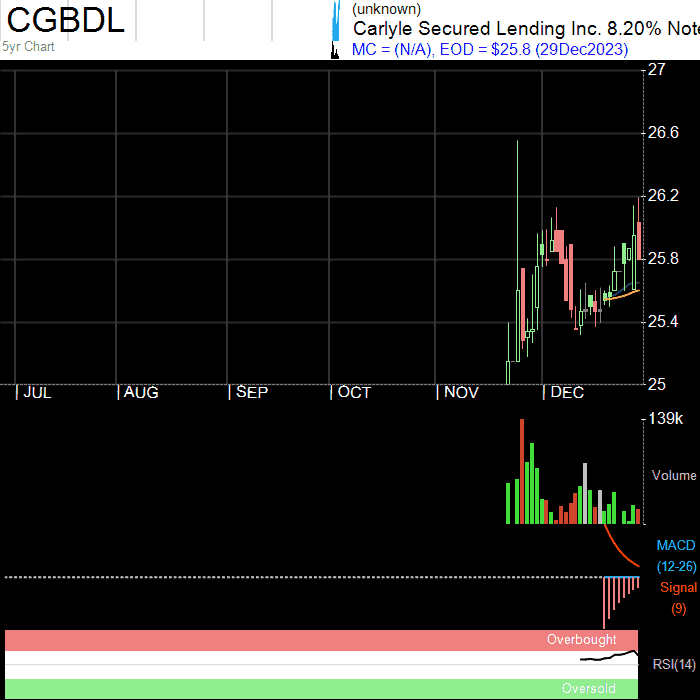 CGBDL
5yr Chart
(unknown)
Carlyle Secured Lending Inc. 8.20% Note
MC = (N/A), EOD = $25.8 (29Dec2023)
27
26.6
26.2
25.8
25.4
25
JUL AUG SEP OCT NOV DEC
139k
Volume
MACD
(12-26)
Signal
(9)
Overbought
RSI(14)
Oversold